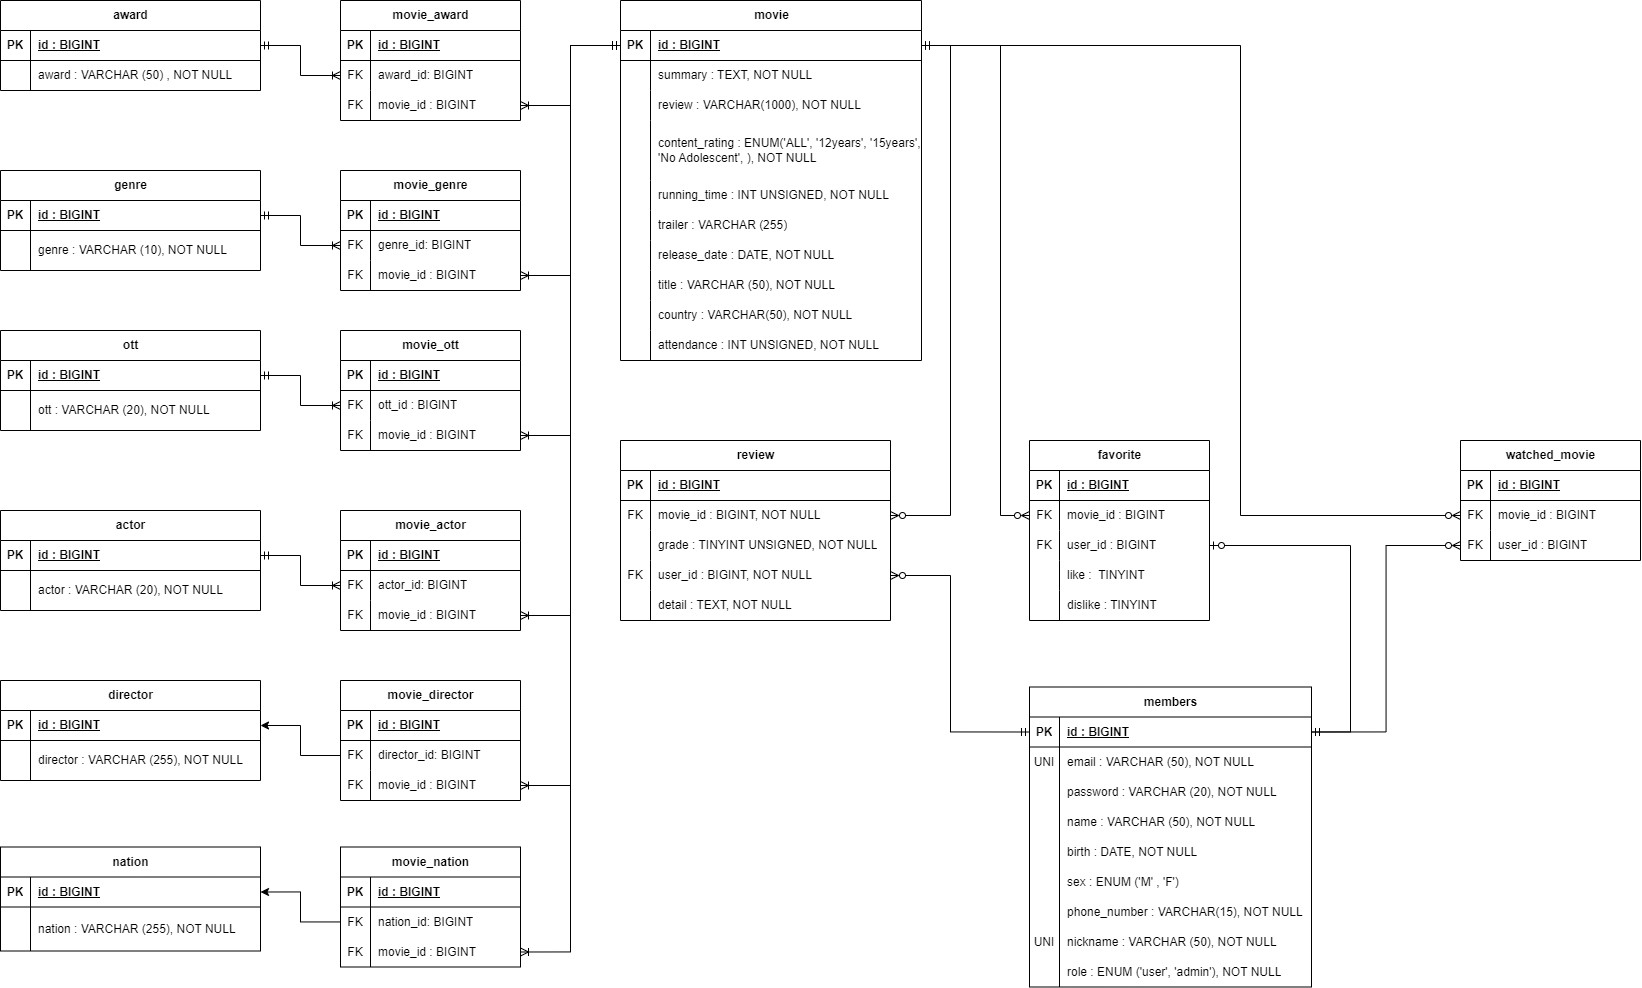 award
PK id : BIGINT
award : VARCHAR (50) , NOT NULL
movie_award
PK id : BIGINT
FK award_id: BIGINT
FK movie_id : BIGINT
movie
PK id : BIGINT
summary : TEXT, NOT NULL
review : VARCHAR(1000), NOT NULL
content_rating : ENUM('ALL', '12years', '15years',
'No Adolescent', ), NOT NULL
running_time : INT UNSIGNED, NOT NULL
trailer : VARCHAR (255)
release_date : DATE, NOT NULL
title : VARCHAR (50), NOT NULL
country : VARCHAR(50), NOT NULL
attendance : INT UNSIGNED, NOT NULL
genre
PK id : BIGINT
genre : VARCHAR (10), NOT NULL
movie_genre
PK id : BIGINT
FK genre_id: BIGINT
FK movie_id : BIGINT
ott
PK id : BIGINT
ott : VARCHAR (20), NOT NULL
movie_ott
PK id : BIGINT
FK ott_id : BIGINT
FK movie_id : BIGINT
review
PK id : BIGINT
FK movie_id : BIGINT, NOT NULL
grade : TINYINT UNSIGNED, NOT NULL
FK user_id : BIGINT, NOT NULL
detail : TEXT, NOT NULL
favorite
PK id : BIGINT
FK movie_id : BIGINT
FK user_id : BIGINT
like :  TINYINT
dislike : TINYINT
watched_movie
PK id : BIGINT
FK movie_id : BIGINT
FK user_id : BIGINT
actor
PK id : BIGINT
actor : VARCHAR (20), NOT NULL
movie_actor
PK id : BIGINT
FK actor_id: BIGINT
FK movie_id : BIGINT
director
PK id : BIGINT
director : VARCHAR (255), NOT NULL
movie_director
PK id : BIGINT
FK director_id: BIGINT
FK movie_id : BIGINT
members
PK id : BIGINT
UNI email : VARCHAR (50), NOT NULL
password : VARCHAR (20), NOT NULL
name : VARCHAR (50), NOT NULL
birth : DATE, NOT NULL
sex : ENUM ('M' , 'F')
phone_number : VARCHAR(15), NOT NULL
UNI nickname : VARCHAR (50), NOT NULL
role : ENUM ('user', 'admin'), NOT NULL
nation
PK id : BIGINT
nation : VARCHAR (255), NOT NULL
movie_nation
PK id : BIGINT
FK nation_id: BIGINT
FK movie_id : BIGINT